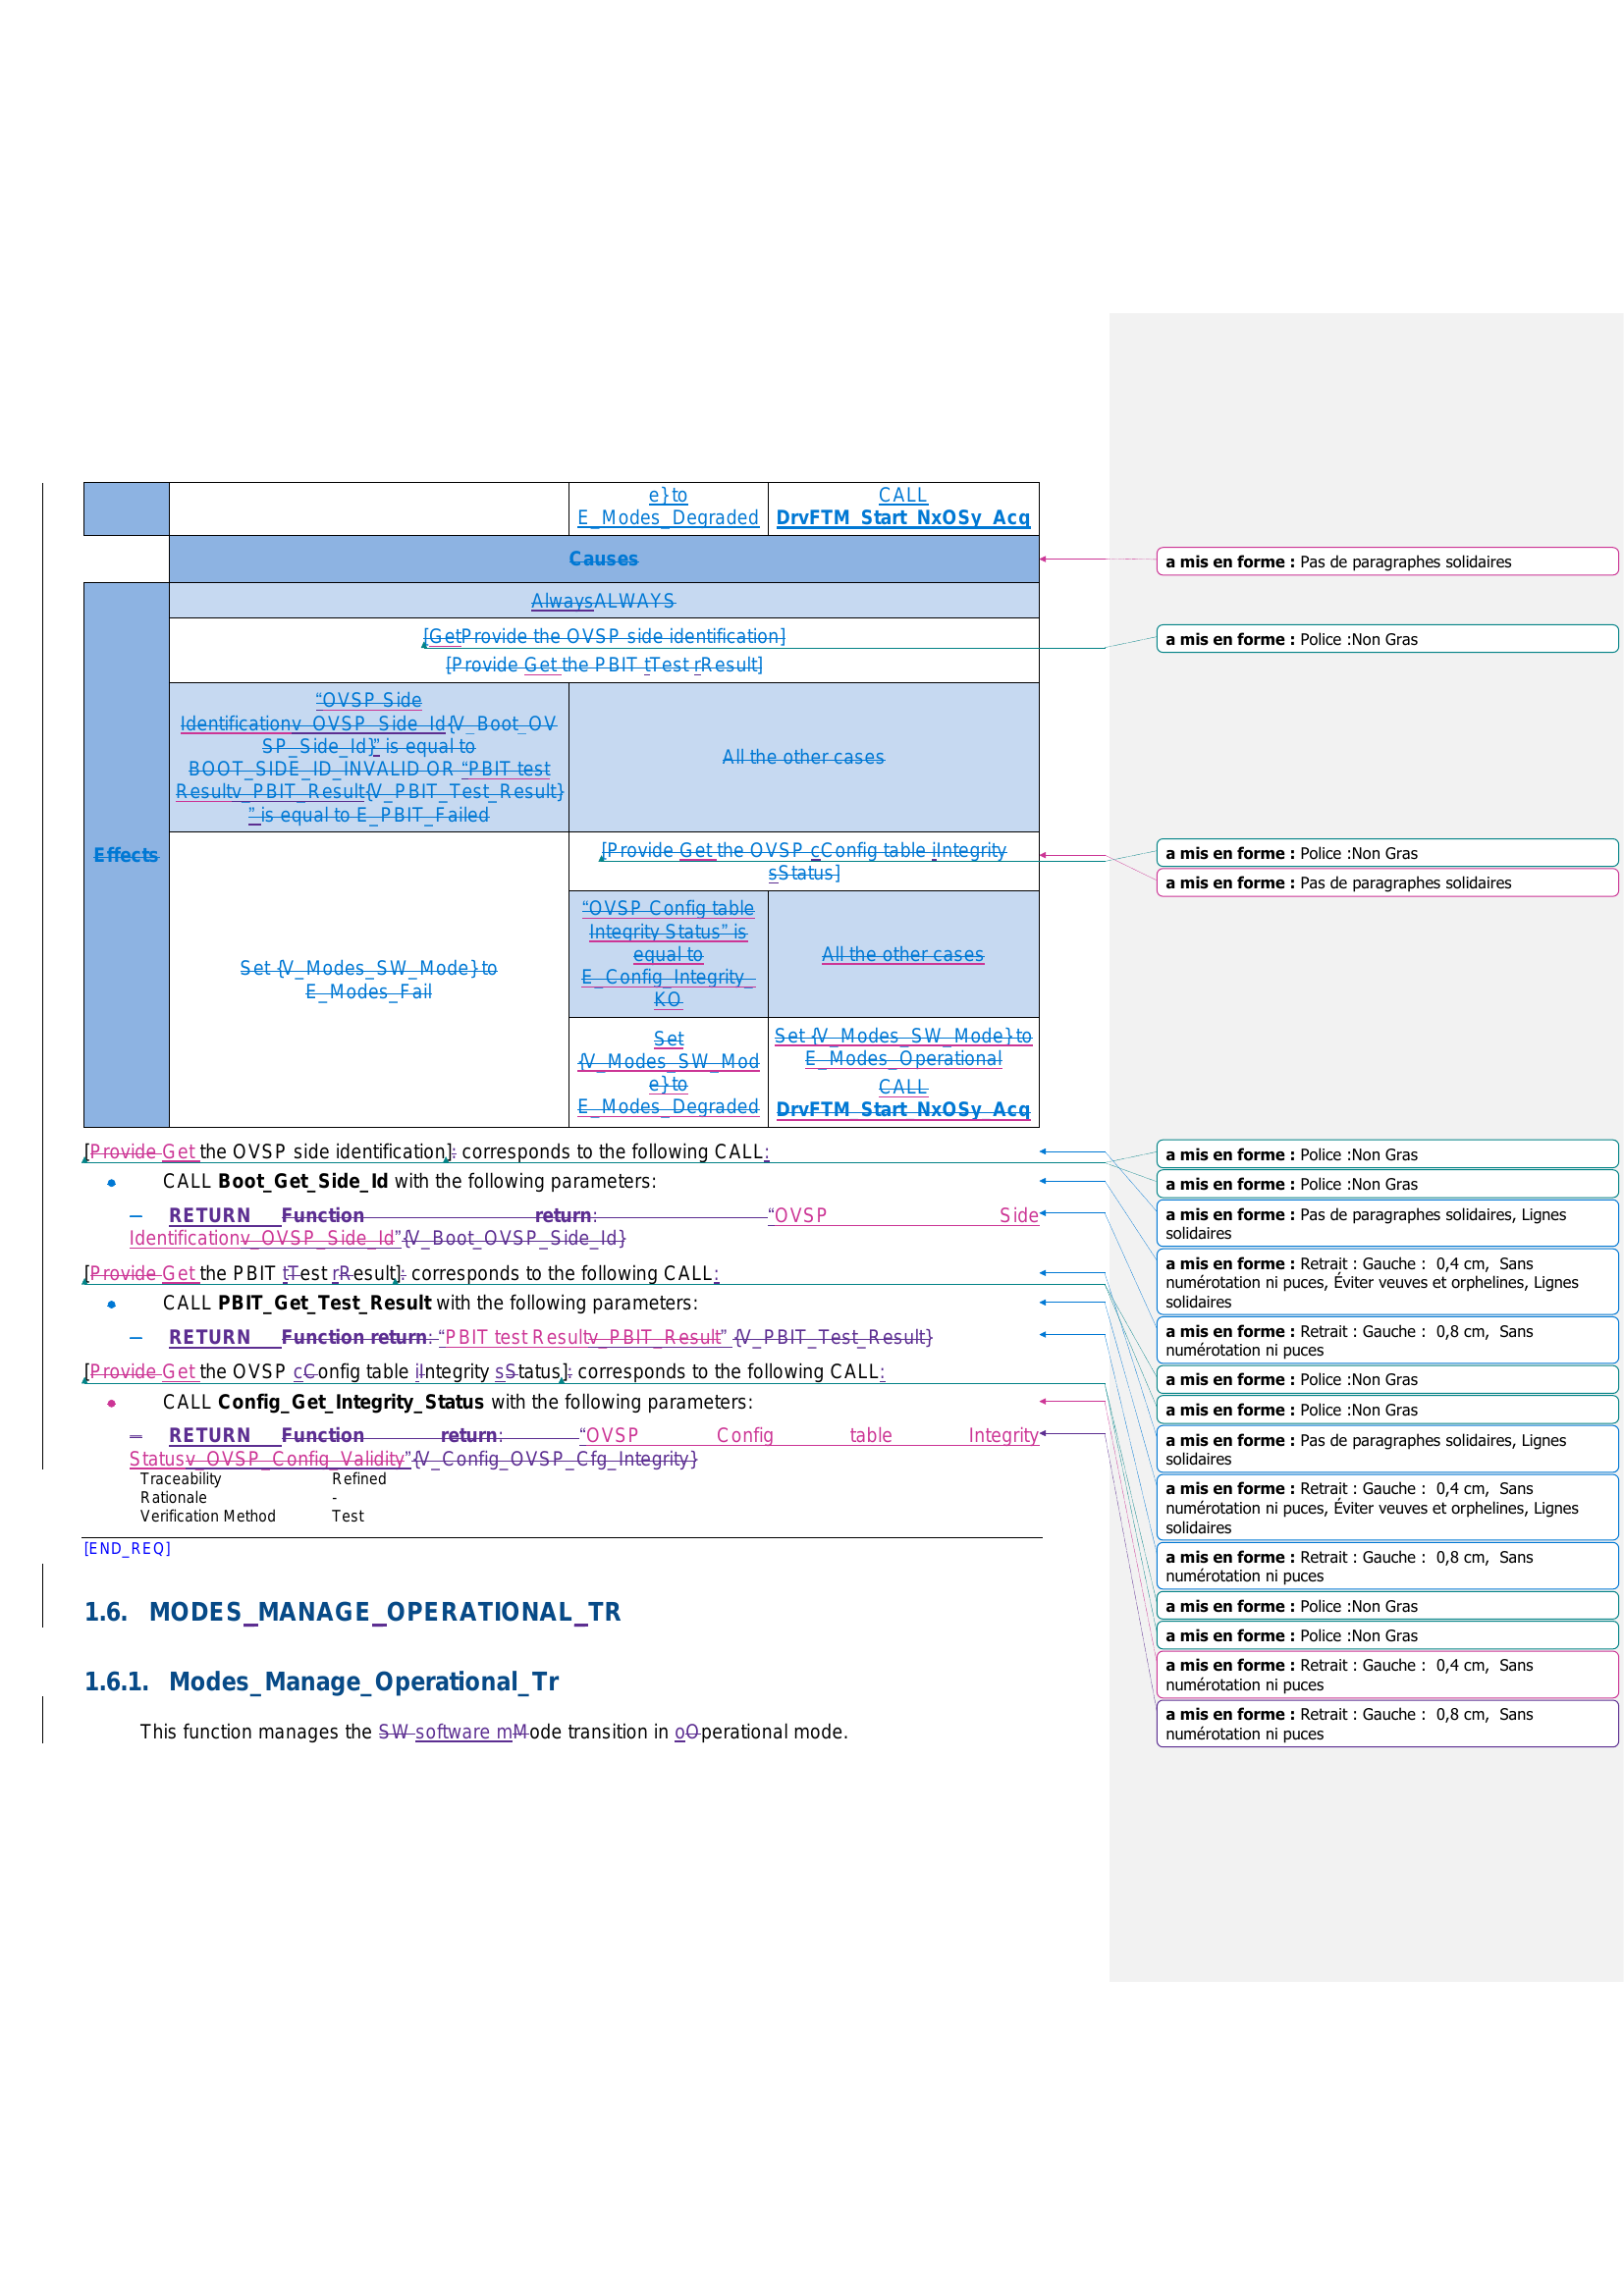 e} to
E_Modes_Degraded
CALL
DrvFTM_Start_NxOSy_Acq
Causes
a mis en forme : Pas de paragraphes solidaires
Effects
AlwaysALWAYS
[GetProvide the OVSP side identification]
a mis en forme : Police :Non Gras
[Provide Get the PBIT tTest rResult]
“OVSP Side
Identificationv_OVSP_Side_Id{V_Boot_OV
SP_Side_Id}” is equal to
BOOT_SIDE_ID_INVALID OR “PBIT test
Resultv_PBIT_Result{V_PBIT_Test_Result}
” is equal to E_PBIT_Failed
All the other cases
Set {V_Modes_SW_Mode} to
E_Modes_Fail
[Provide Get the OVSP cConfig table iIntegrity
sStatus]
a mis en forme : Police :Non Gras
a mis en forme : Pas de paragraphes solidaires
“OVSP Config table
Integrity Status” is
equal to
E_Config_Integrity_
KO
All the other cases
Set
{V_Modes_SW_Mod
e} to
E_Modes_Degraded
Set {V_Modes_SW_Mode} to
E_Modes_Operational
CALL
DrvFTM_Start_NxOSy_Acq
[Provide Get the OVSP side identification]: corresponds to the following CALL:
• CALL Boot_Get_Side_Id with the following parameters:
– RETURN Function return: “OVSP Side
Identificationv_OVSP_Side_Id”{V_Boot_OVSP_Side_Id}
[Provide Get the PBIT tTest rResult]: corresponds to the following CALL:
• CALL PBIT_Get_Test_Result with the following parameters:
– RETURN Function return: “PBIT test Resultv_PBIT_Result” {V_PBIT_Test_Result}
[Provide Get the OVSP cConfig table iIntegrity sStatus]: corresponds to the following CALL:
• CALL Config_Get_Integrity_Status with the following parameters:
– RETURN Function return: “OVSP Config table Integrity
Statusv_OVSP_Config_Validity”{V_Config_OVSP_Cfg_Integrity}
Traceability Refined
Rationale -
Verification Method Test
[END_REQ]
1.6. MODES_MANAGE_OPERATIONAL_TR
1.6.1. Modes_Manage_Operational_Tr
This function manages the SW software mMode transition in oOperational mode.
a mis en forme : Police :Non Gras
a mis en forme : Police :Non Gras
a mis en forme : Pas de paragraphes solidaires, Lignes
solidaires
a mis en forme : Retrait : Gauche : 0,4 cm, Sans
numérotation ni puces, Éviter veuves et orphelines, Lignes
solidaires
a mis en forme : Retrait : Gauche : 0,8 cm, Sans
numérotation ni puces
a mis en forme : Police :Non Gras
a mis en forme : Police :Non Gras
a mis en forme : Pas de paragraphes solidaires, Lignes
solidaires
a mis en forme : Retrait : Gauche : 0,4 cm, Sans
numérotation ni puces, Éviter veuves et orphelines, Lignes
solidaires
a mis en forme : Retrait : Gauche : 0,8 cm, Sans
numérotation ni puces
a mis en forme : Police :Non Gras
a mis en forme : Police :Non Gras
a mis en forme : Retrait : Gauche : 0,4 cm, Sans
numérotation ni puces
a mis en forme : Retrait : Gauche : 0,8 cm, Sans
numérotation ni puces